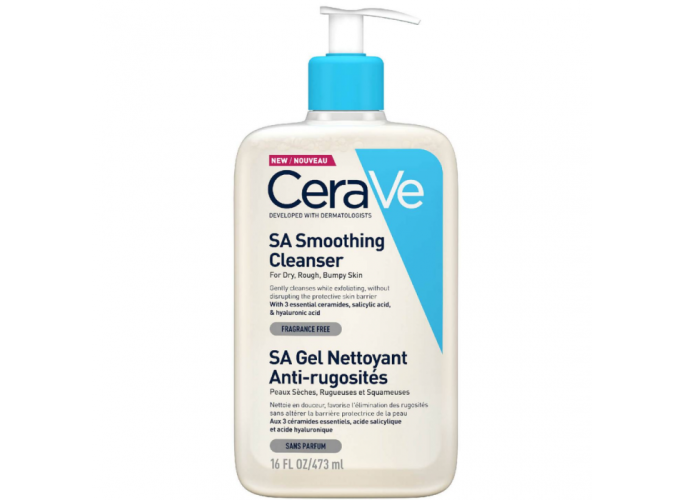 NEW / NOUVEAU
CeraVe
DEVELOPED WITH DERMATOLOGISTS
SA Smoothing
Cleanser
For Dry, Rough, Bumpy Skin
Gently cleanses while exfoliating, without
disrupting the protective skin barrier
With 3 essential ceramides, salicylic acid,
& hyaluronic acid
FRAGRANCE FREE
SA Gel Nettoyant
Anti-rugosités
Peaux Sèches, Rugueuses et Squameuses
Nettoie en douceur, favorise l'élimination des rugosités
sans altérer la barrière protectrice de la peau
Aux 3 céramides essentiels, acide salicylique
et acide hyaluronique
SANS PARFUM
16 FL OZ/473 ml